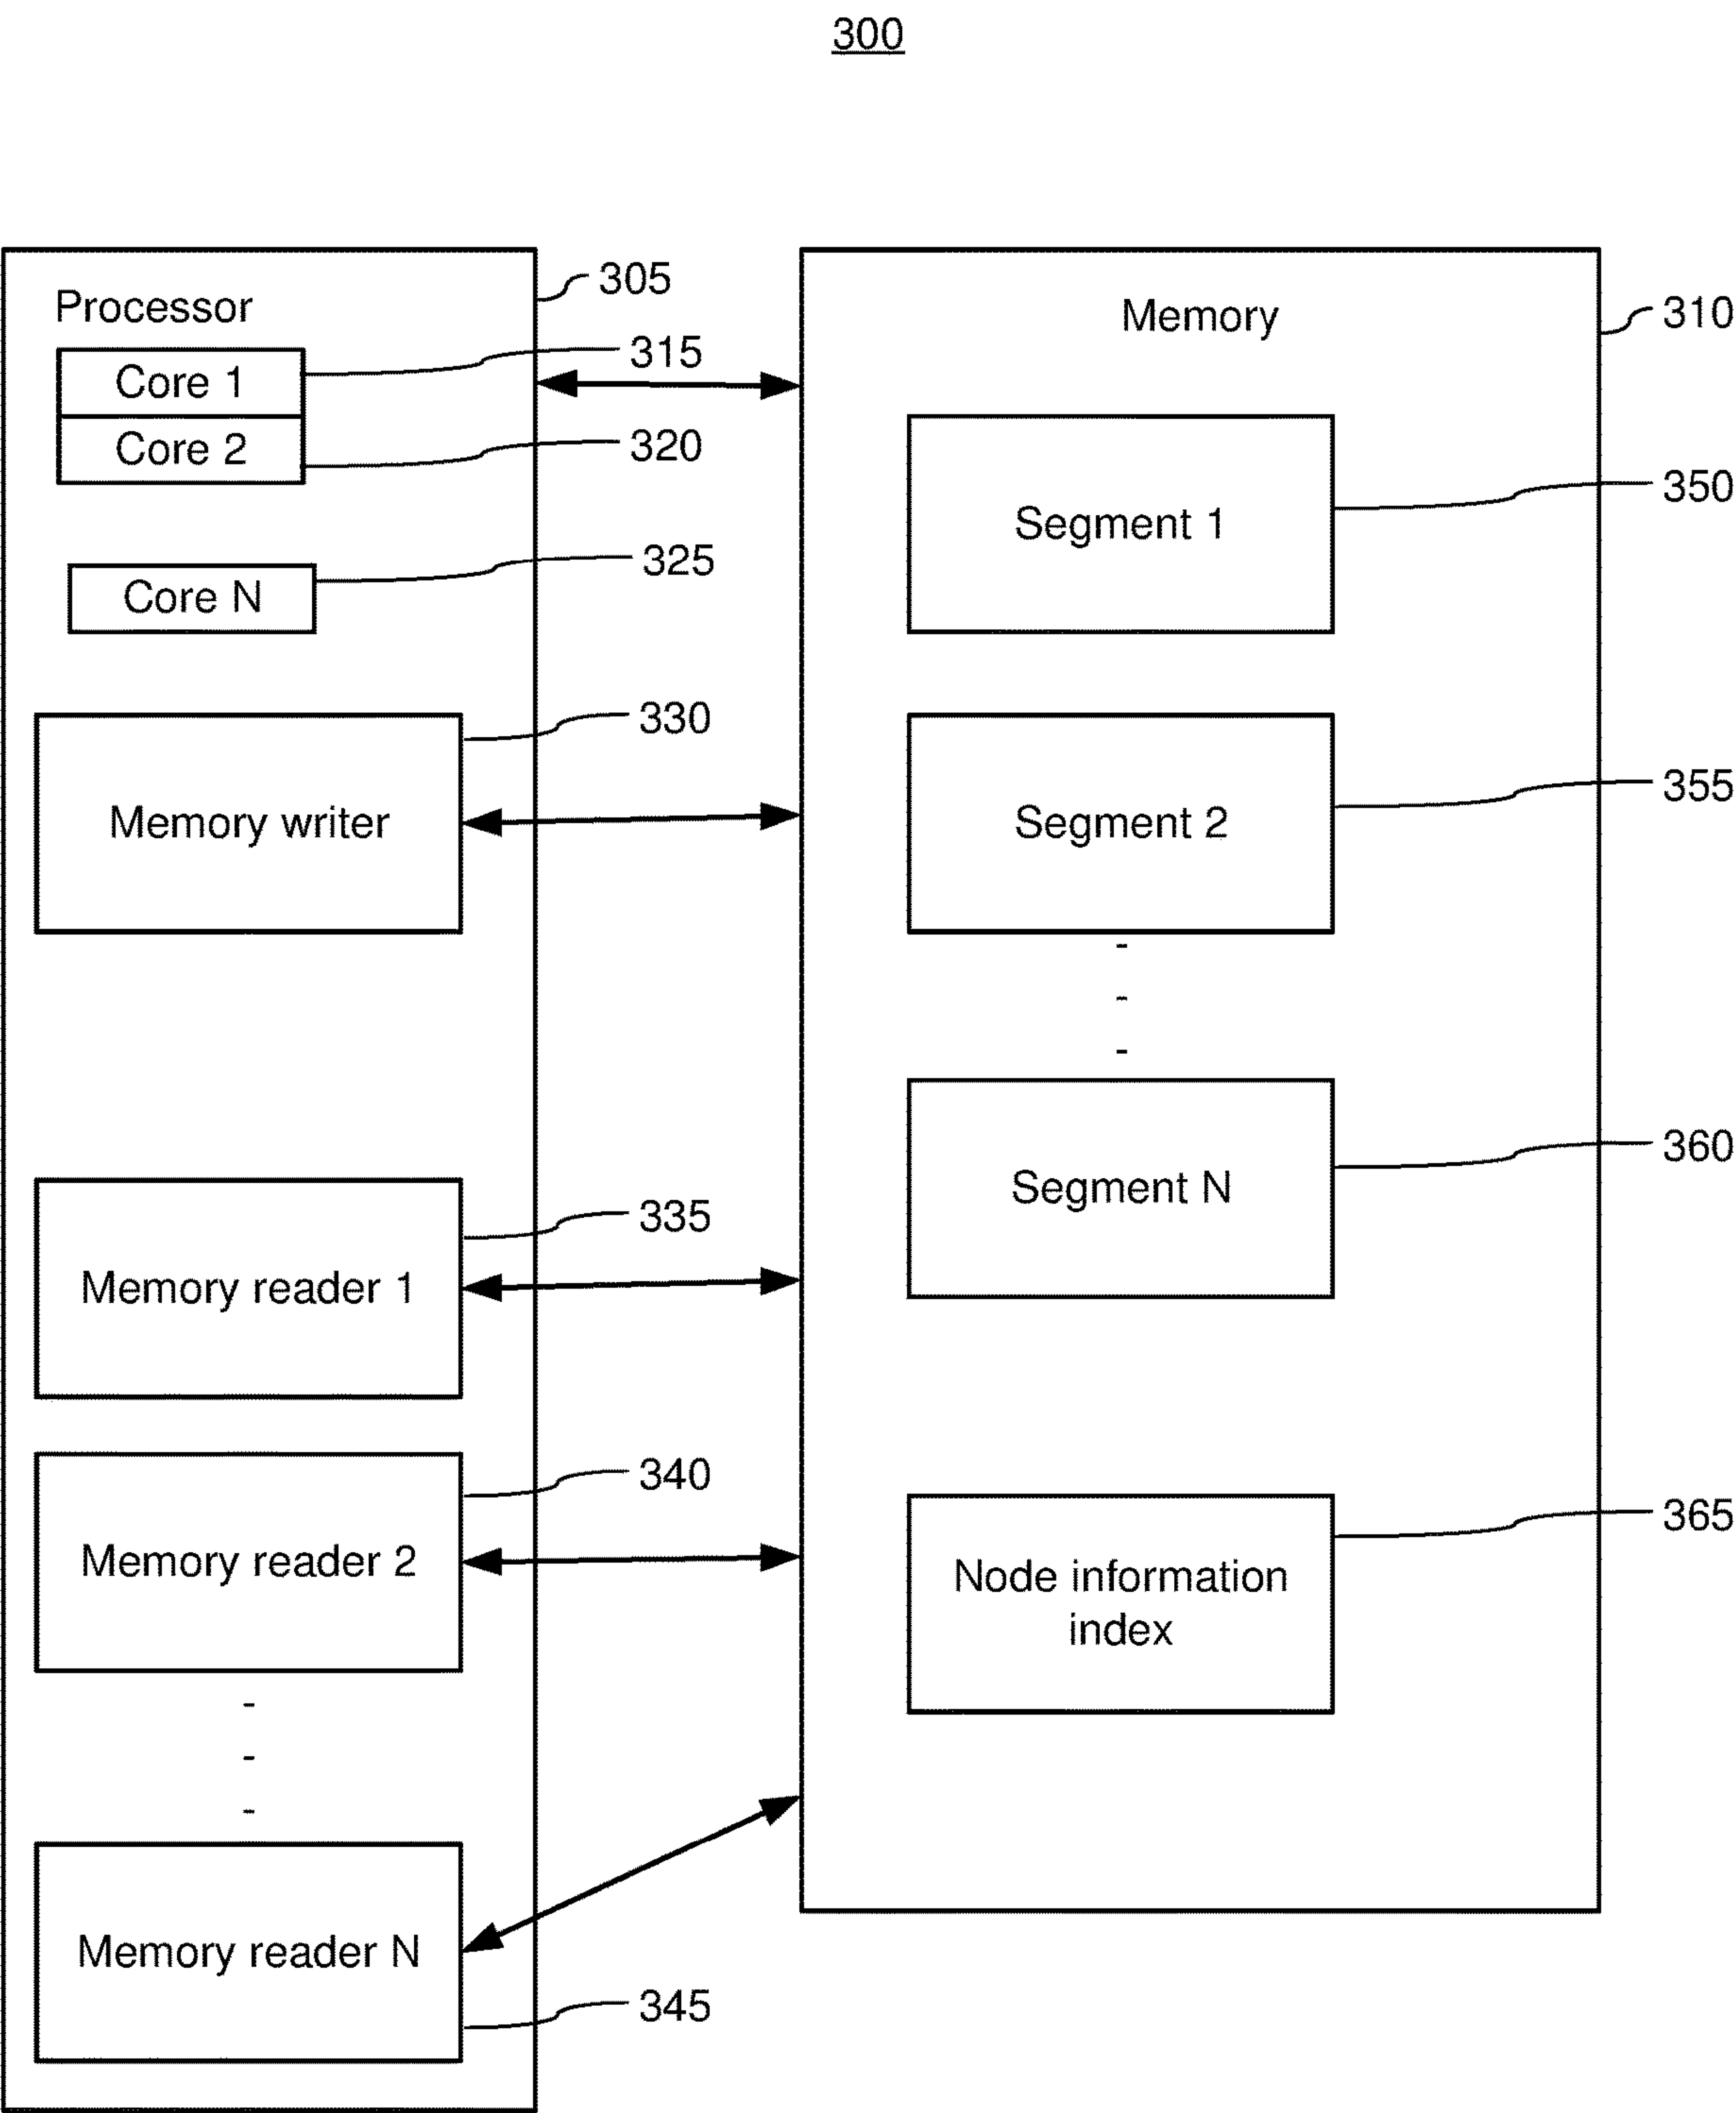 300
Processor
305
Core 1
315
Core 2
320
Core N
325
Memory writer
330
Memory reader 1
335
Memory reader 2
340
-
-
-
Memory reader N
345
Memory
310
Segment 1
350
Segment 2
355
-
-
-
Segment N
360
Node information
index
365